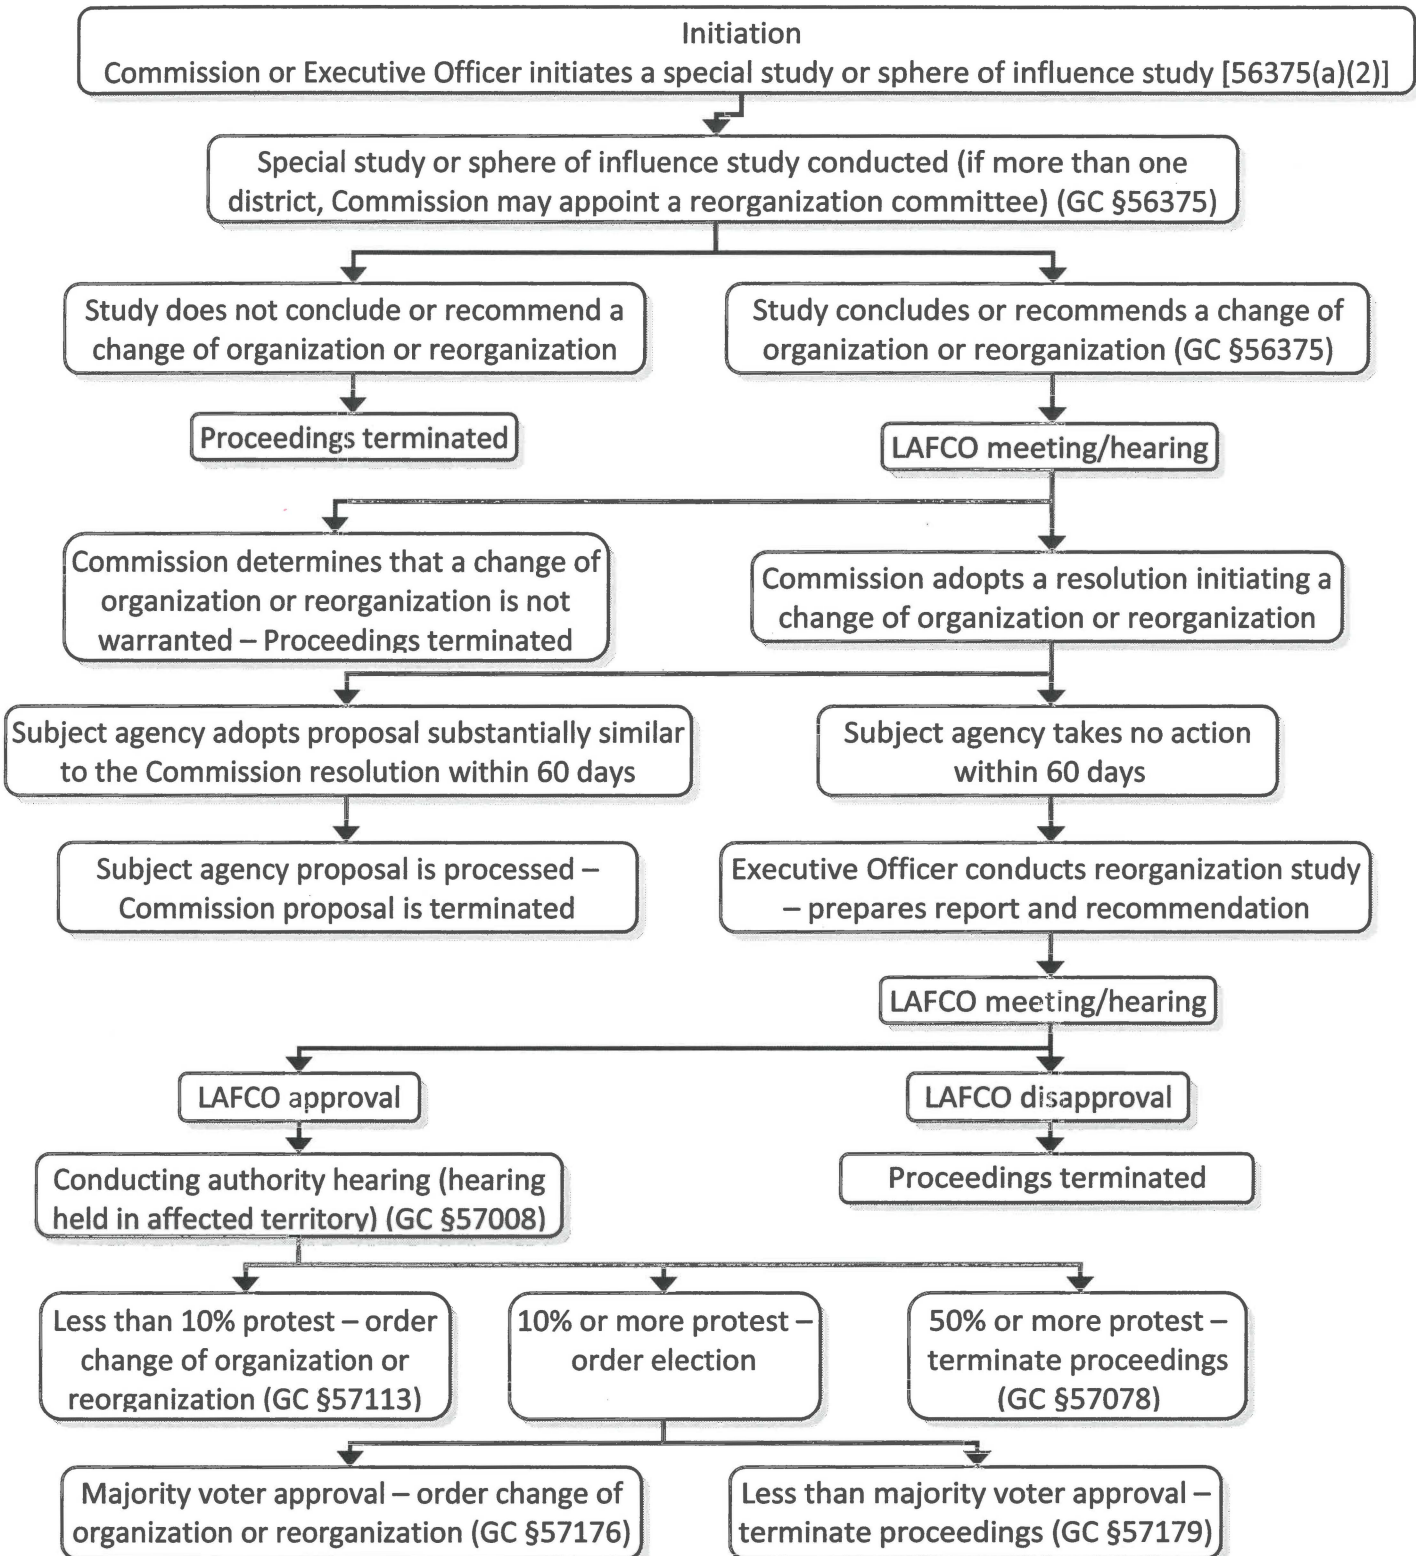 Initiation
Commission or Executive Officer initiates a special study or sphere of influence study [56375(a)(2)]
Special study or sphere of influence study conducted (if more than one
district, Commission may appoint a reorganization committee) (GC §56375)
Study does not conclude or recommend a
change of organization or reorganization
Study concludes or recommends a change of
organization or reorganization (GC §56375)
Proceedings terminated
LAFCO meeting/hearing
Commission determines that a change of
organization or reorganization is not
warranted – Proceedings terminated
Commission adopts a resolution initiating a
change of organization or reorganization
Subject agency adopts proposal substantially similar
to the Commission resolution within 60 days
Subject agency takes no action
within 60 days
Subject agency proposal is processed –
Commission proposal is terminated
Executive Officer conducts reorganization study
– prepares report and recommendation
LAFCO meeting/hearing
LAFCO approval
LAFCO disapproval
Conducting authority hearing (hearing
held in affected territory) (GC §57008)
Proceedings terminated
Less than 10% protest – order
change of organization or
reorganization (GC §57113)
10% or more protest –
order election
50% or more protest –
terminate proceedings
(GC §57078)
Majority voter approval – order change of
organization or reorganization (GC §57176)
Less than majority voter approval –
terminate proceedings (GC §57179)